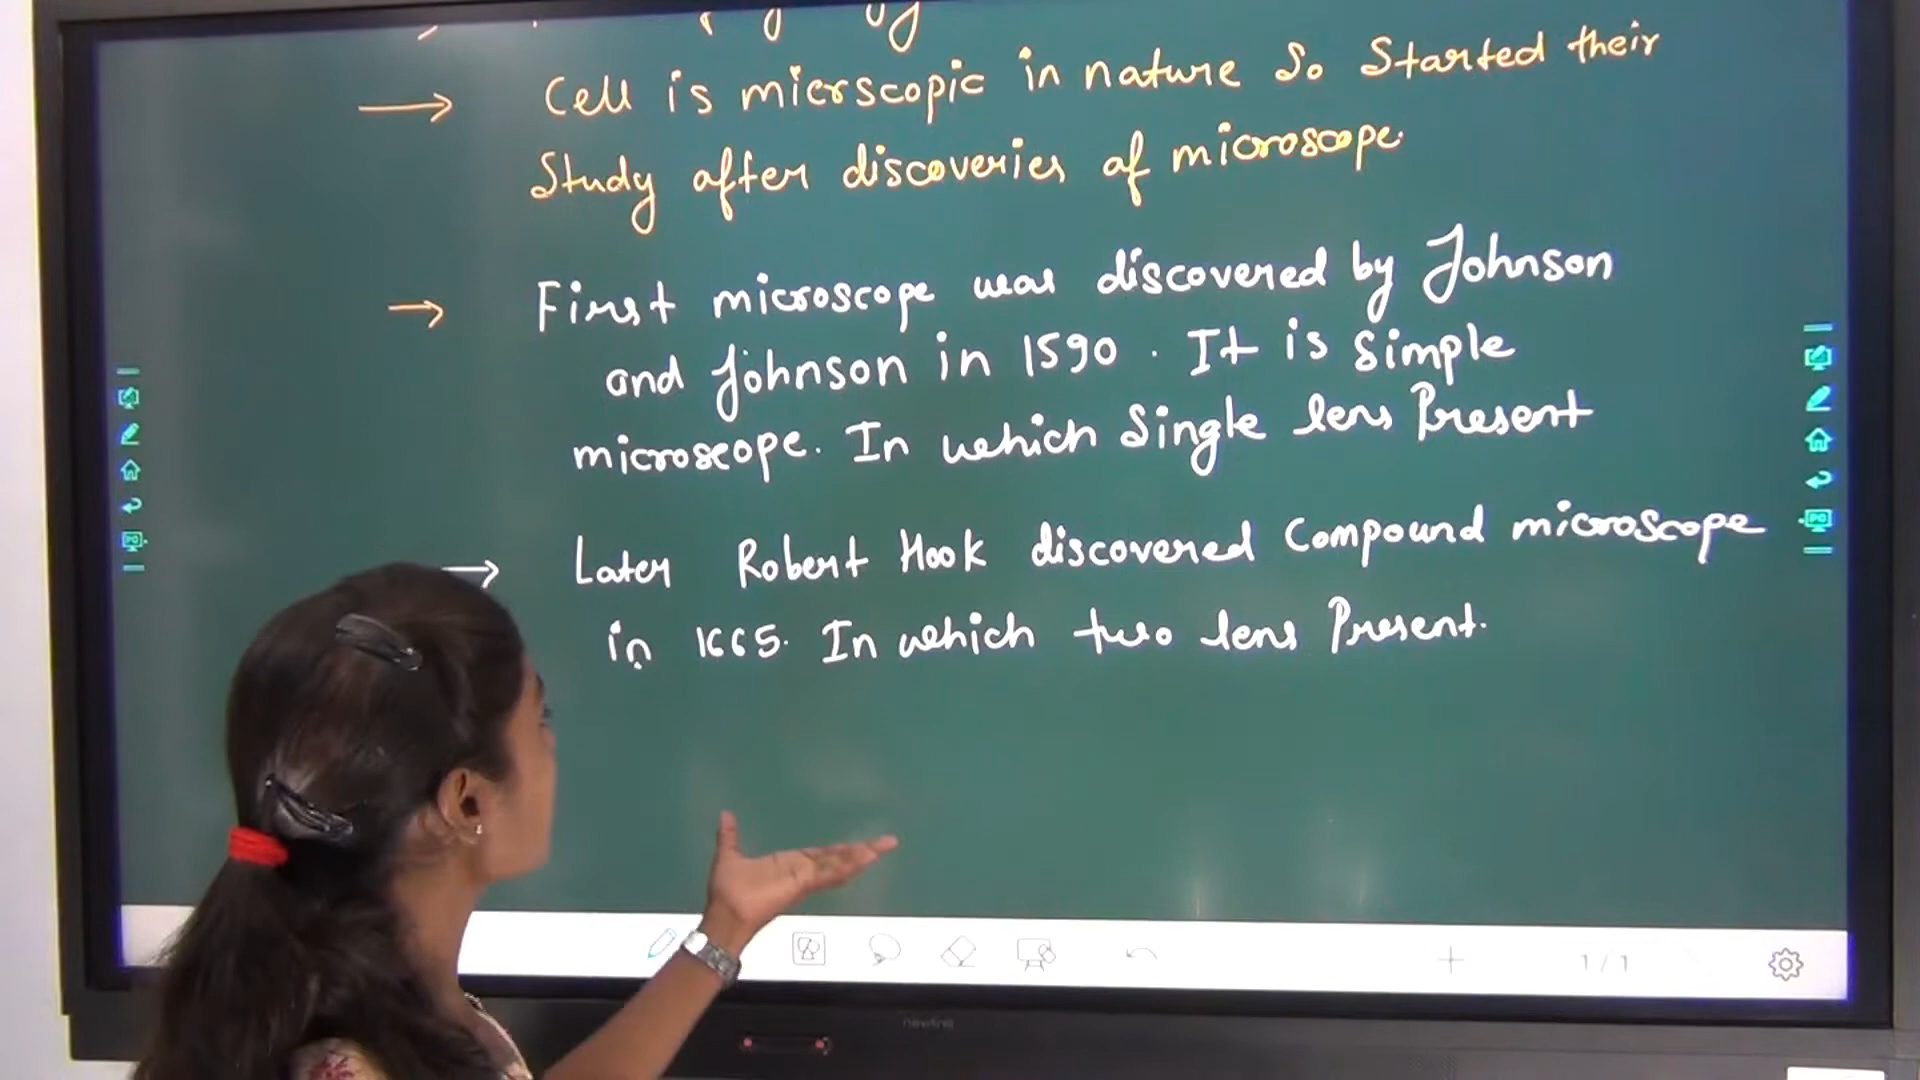 Cell is micrscopic in nature So Started their
Study after discoveries of microscope.
First microscope was discovered by Johnson
and Johnson in 1590. It is simple
microscope. In which Single lens Present
Later Robert Hook discovered Compound microscope
in 1665. In which two lens Present.
1/1